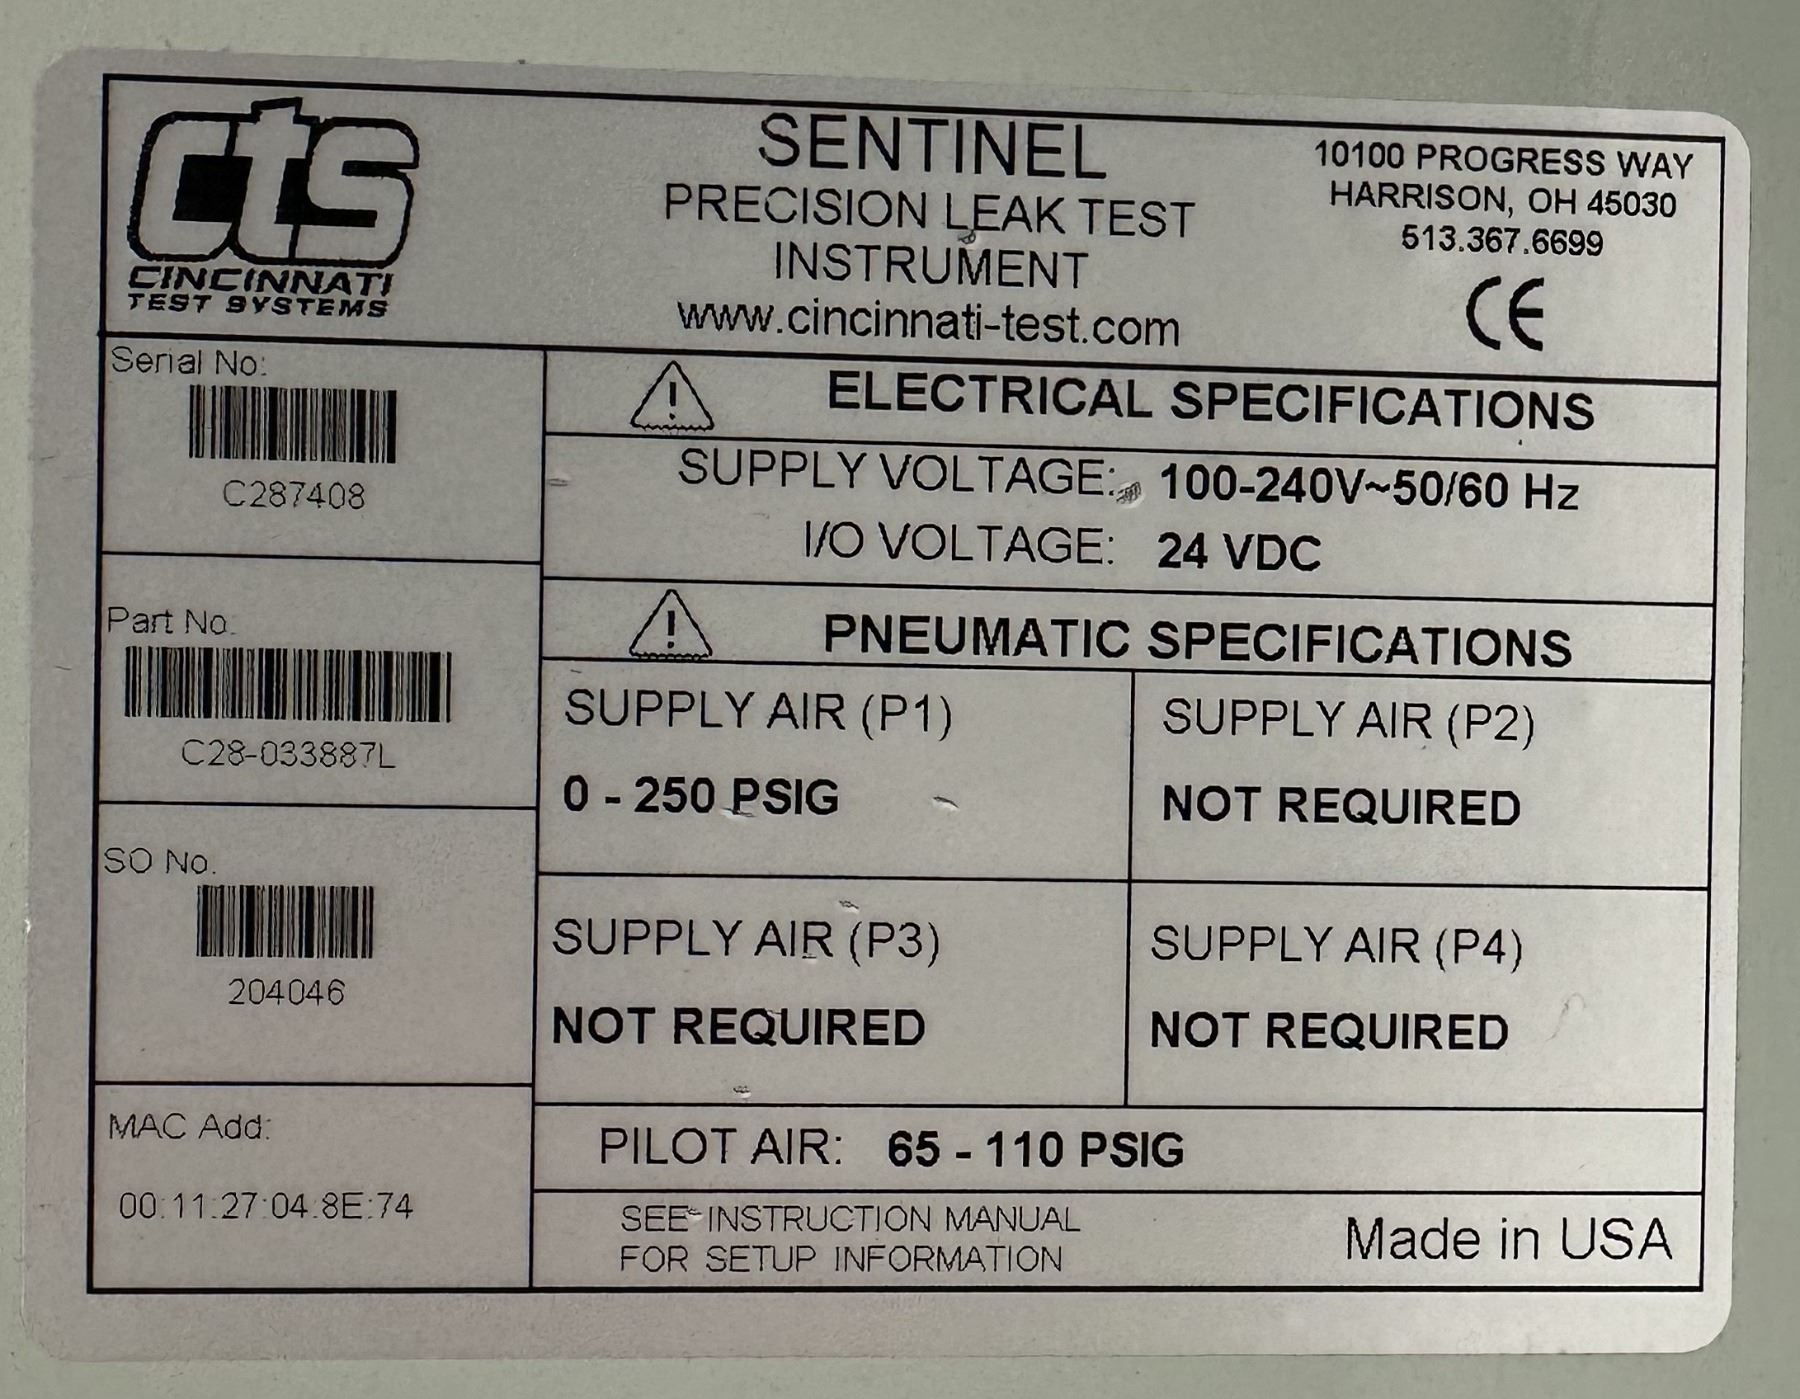 cts
CINCINNATI
TEST SYSTEMS
SENTINEL
PRECISION LEAK TEST
INSTRUMENT
www.cincinnati-test.com
10100 PROGRESS WAY
HARRISON, OH 45030
513.367.6699
CE
Serial No:
C287408
Part No.
C28-033887L
SO No.
204046
MAC Add:
00:11:27:04:8E:74
ELECTRICAL SPECIFICATIONS
SUPPLY VOLTAGE: 100-240V~50/60 Hz
I/O VOLTAGE: 24 VDC
PNEUMATIC SPECIFICATIONS
SUPPLY AIR (P1)
0 - 250 PSIG
SUPPLY AIR (P2)
NOT REQUIRED
SUPPLY AIR (P3)
NOT REQUIRED
SUPPLY AIR (P4)
NOT REQUIRED
PILOT AIR: 65 - 110 PSIG
SEE INSTRUCTION MANUAL
FOR SETUP INFORMATION
Made in USA